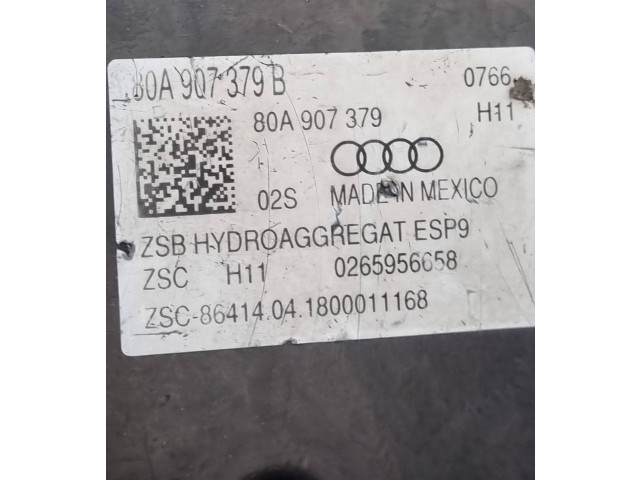 80A 907 379 B 0766
80A 907 379 H11
02S MADE IN MEXICO
ZSB HYDROAGGREGAT ESP9
ZSC H11 0265956658
ZSC-86414.04.1800011168